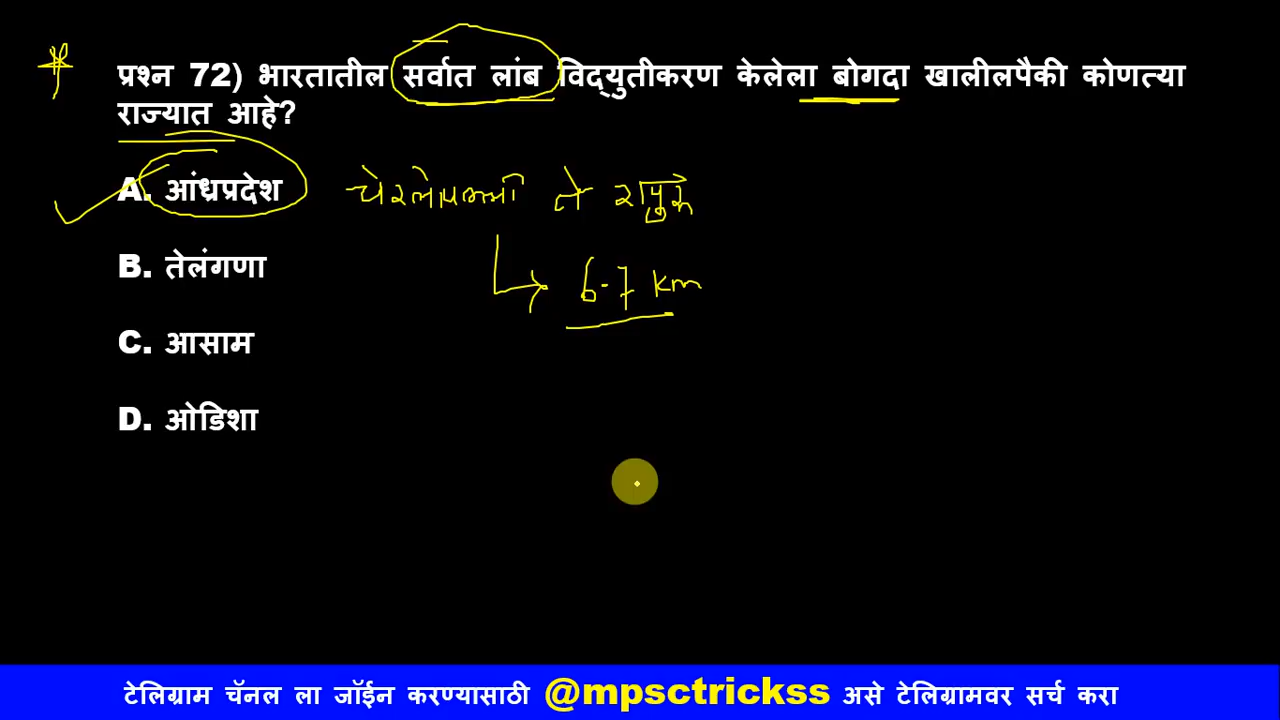 प्रश्न 72) भारतातील सर्वात लांब विद्युतीकरण केलेला बोगदा खालीलपैकी कोणत्या
राज्यात आहे?
A. आंध्रप्रदेश चेरलोपल्ली ते रापुरू
6.7 km
B. तेलंगणा
C. आसाम
D. ओडिशा
टेलिग्राम चॅनल ला जॉईन करण्यासाठी @mpsctrickss असे टेलिग्रामवर सर्च करा